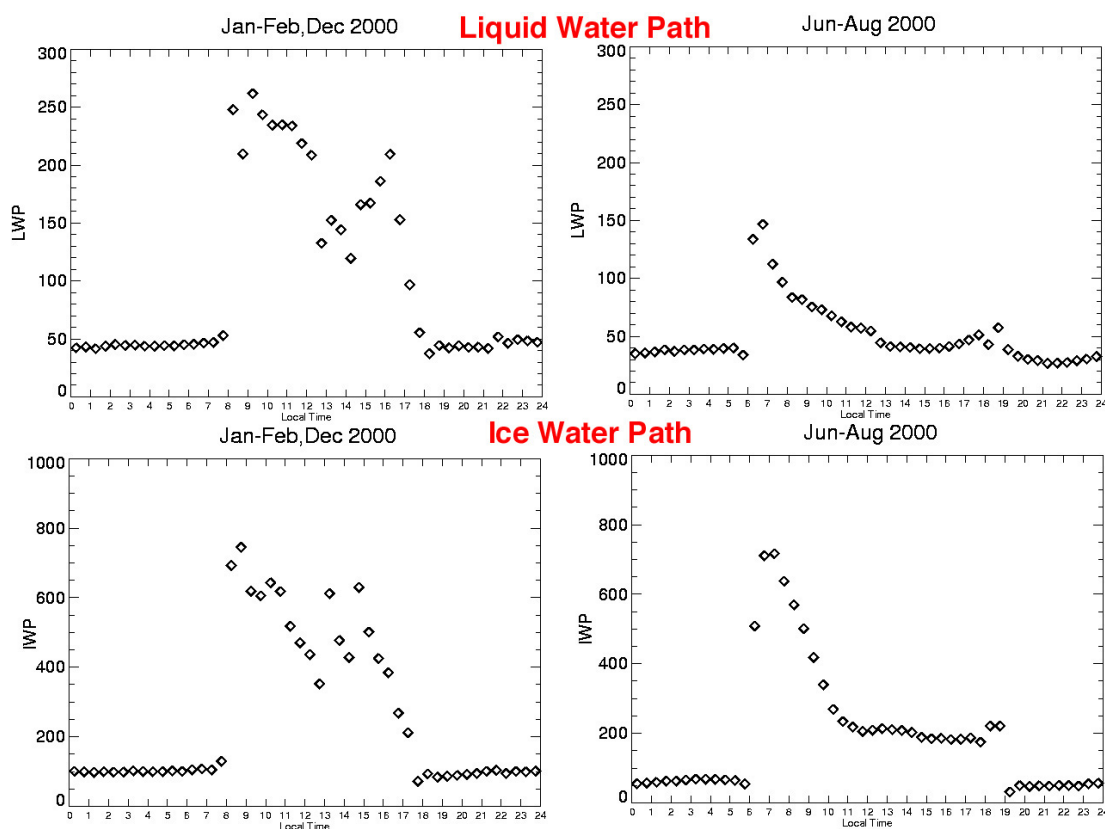 Jan-Feb,Dec 2000 Liquid Water Path Jun-Aug 2000
300
250
200
150
100
50
0
LWP
0 1 2 3 4 5 6 7 8 9 10 11 12 13 14 15 16 17 18 19 20 21 22 23 24
Local Time
300
250
200
150
100
50
0
LWP
0 1 2 3 4 5 6 7 8 9 10 11 12 13 14 15 16 17 18 19 20 21 22 23 24
Local Time
Jan-Feb,Dec 2000 Ice Water Path Jun-Aug 2000
1000
800
600
400
200
0
IWP
0 1 2 3 4 5 6 7 8 9 10 11 12 13 14 15 16 17 18 19 20 21 22 23 24
Local Time
1000
800
600
400
200
0
IWP
0 1 2 3 4 5 6 7 8 9 10 11 12 13 14 15 16 17 18 19 20 21 22 23 24
Local Time